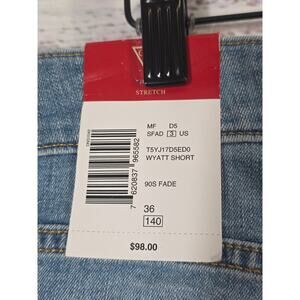 STRETCH
MF D5
SFAD 3 US
T5YJ17D5ED0
WYATT SHORT
7 620837 965582
90S FADE
36
140
$98.00